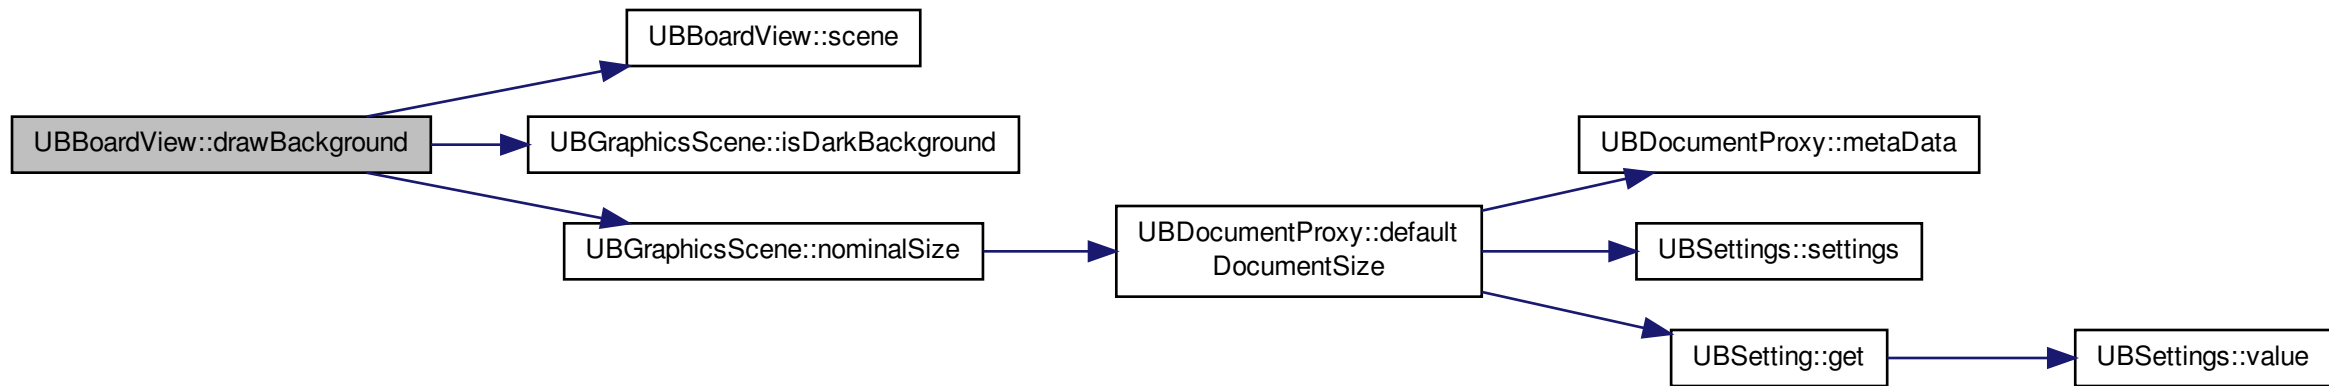 UBBoardView::scene
UBBoardView::drawBackground
UBGraphicsScene::isDarkBackground
UBGraphicsScene::nominalSize
UBDocumentProxy::default
DocumentSize
UBDocumentProxy::metaData
UBSettings::settings
UBSetting::get
UBSettings::value